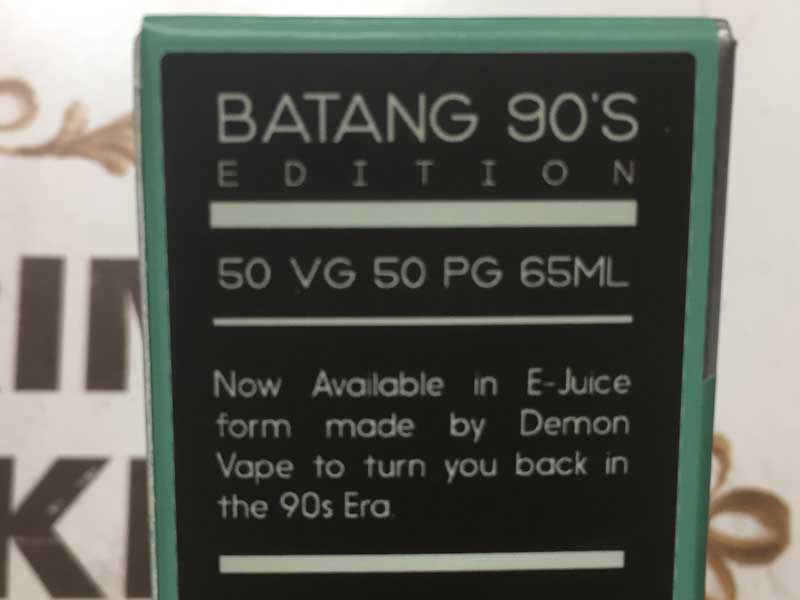 BATANG 90'S
EDITION
50 VG 50 PG 65ML
Now Available in E-Juice
form made by Demon
Vape to turn you back in
the 90s Era.